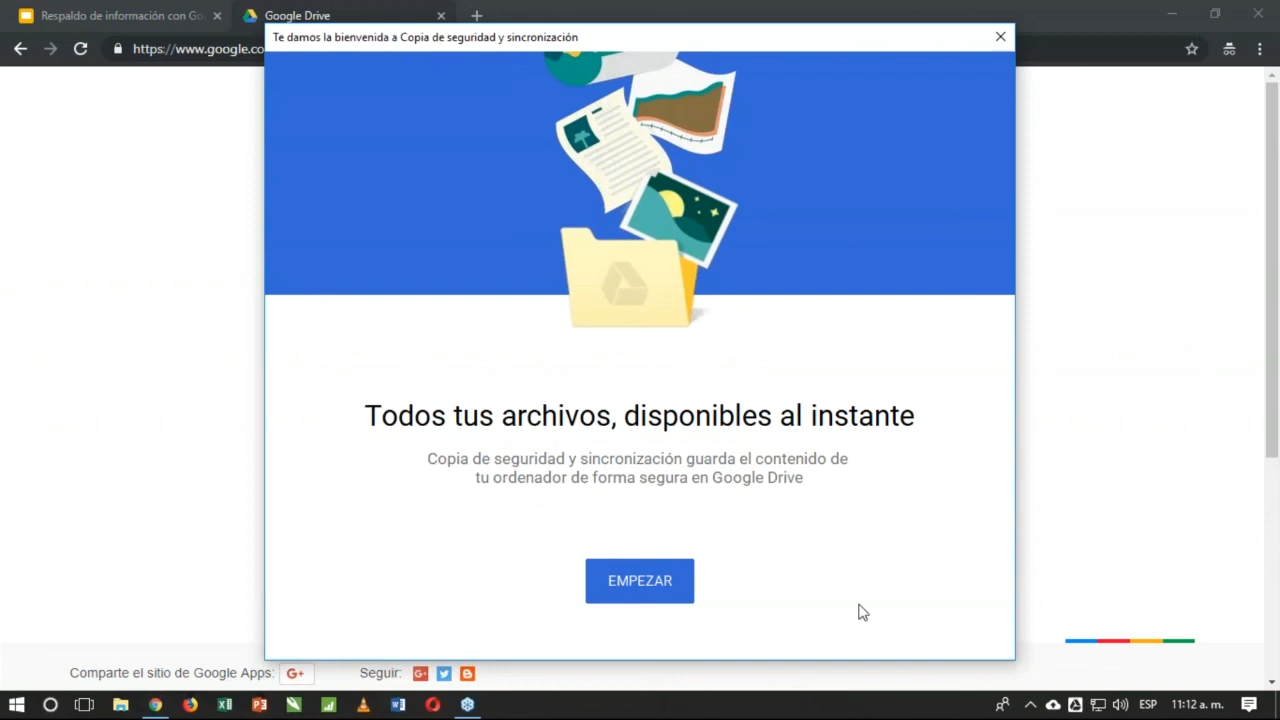 Respaldo de información con Go
Google Drive
Te damos la bienvenida a Copia de seguridad y sincronización
https://www.google.co
Todos tus archivos, disponibles al instante
Copia de seguridad y sincronización guarda el contenido de
tu ordenador de forma segura en Google Drive
EMPEZAR
Comparte el sitio de Google Apps: G+
Seguir: G+
ESP 11:12 a. m.